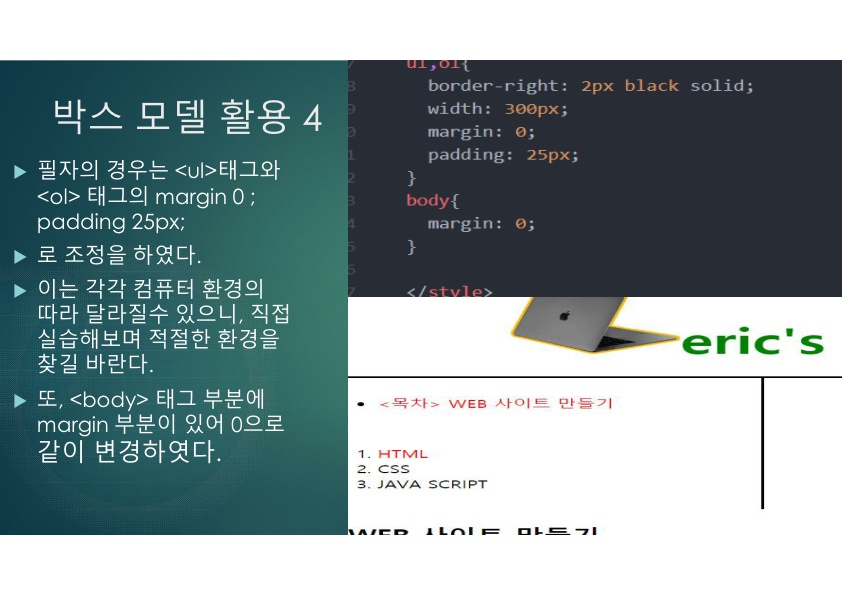 박스 모델 활용 4
필자의 경우는 <ul>태그와
<ol> 태그의 margin 0 ;
padding 25px;
로 조정을 하였다.
이는 각각 컴퓨터 환경의
따라 달라질수 있으니, 직접
실습해보며 적절한 환경을
찾길 바란다.
또, <body> 태그 부분에
margin 부분이 있어 0으로
같이 변경하엿다.
ul,ol{
border-right: 2px black solid;
width: 300px;
margin: 0;
padding: 25px;
}
body{
margin: 0;
}
</style>
eric's
<목차> WEB 사이트 만들기
1. HTML
2. CSS
3. JAVA SCRIPT
WEB 사이트 만들기